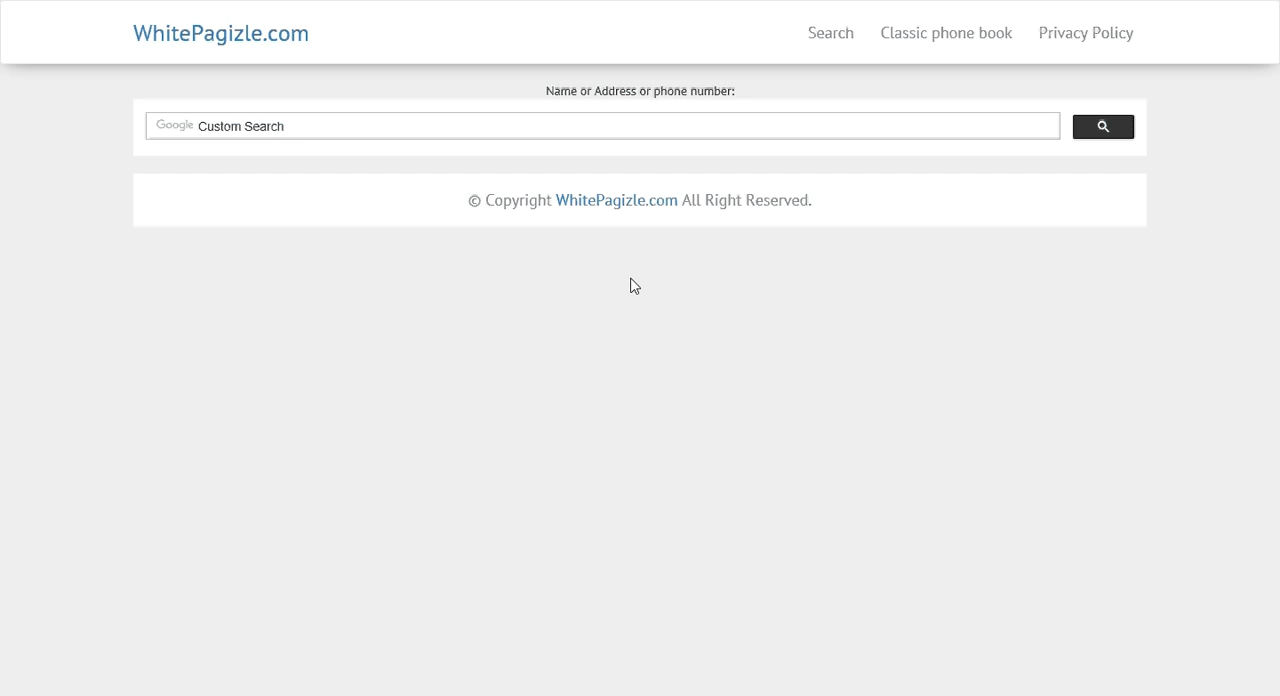 WhitePagizle.com
Search Classic phone book Privacy Policy
Name or Address or phone number:
Google Custom Search
© Copyright WhitePagizle.com All Right Reserved.